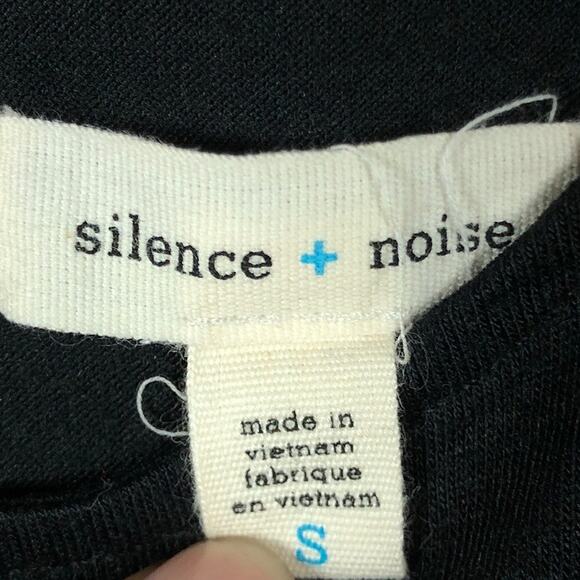 silence + noise
made in
vietnam
fabrique
en vietnam
S